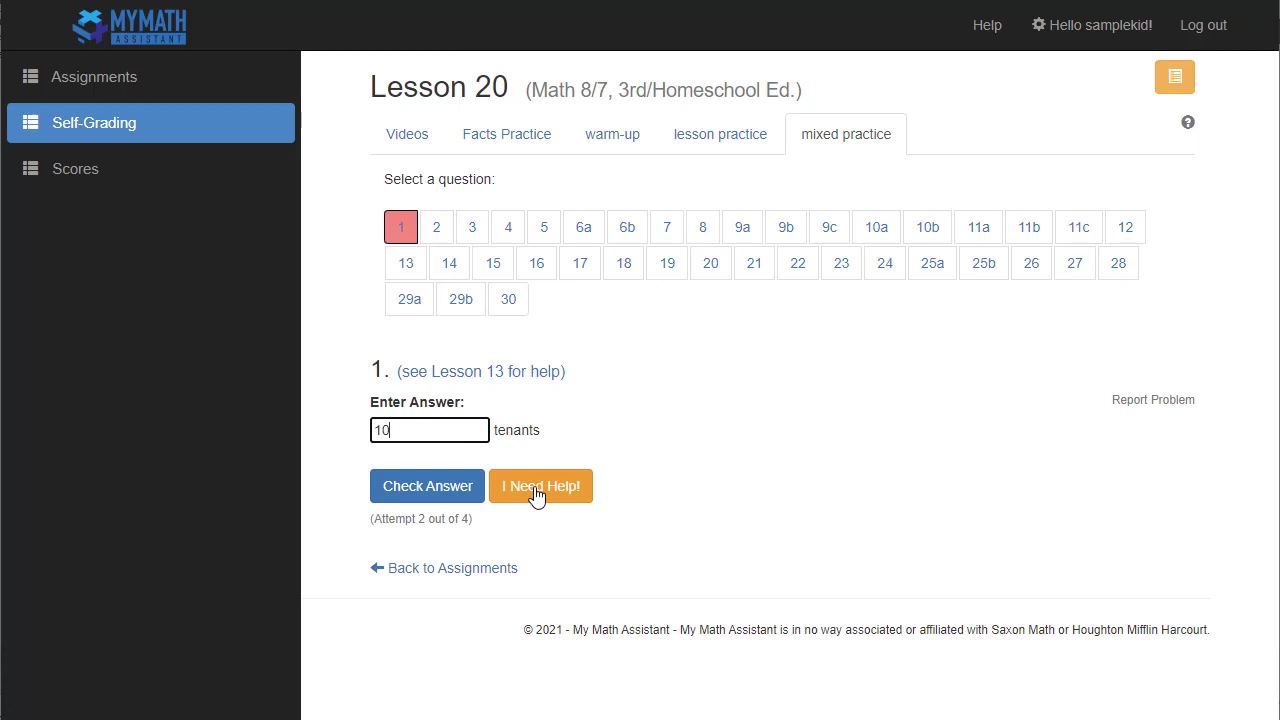 MYMATH
ASSISTANT
Help
Hello samplekid!
Log out
Assignments
Self-Grading
Scores
Lesson 20 (Math 8/7, 3rd/Homeschool Ed.)
Videos Facts Practice warm-up lesson practice mixed practice
Select a question:
1 2 3 4 5 6a 6b 7 8 9a 9b 9c 10a 10b 11a 11b 11c 12
13 14 15 16 17 18 19 20 21 22 23 24 25a 25b 26 27 28
29a 29b 30
1. (see Lesson 13 for help)
Enter Answer:
Report Problem
10 tenants
Check Answer I Need Help!
(Attempt 2 out of 4)
Back to Assignments
© 2021 - My Math Assistant - My Math Assistant is in no way associated or affiliated with Saxon Math or Houghton Mifflin Harcourt.